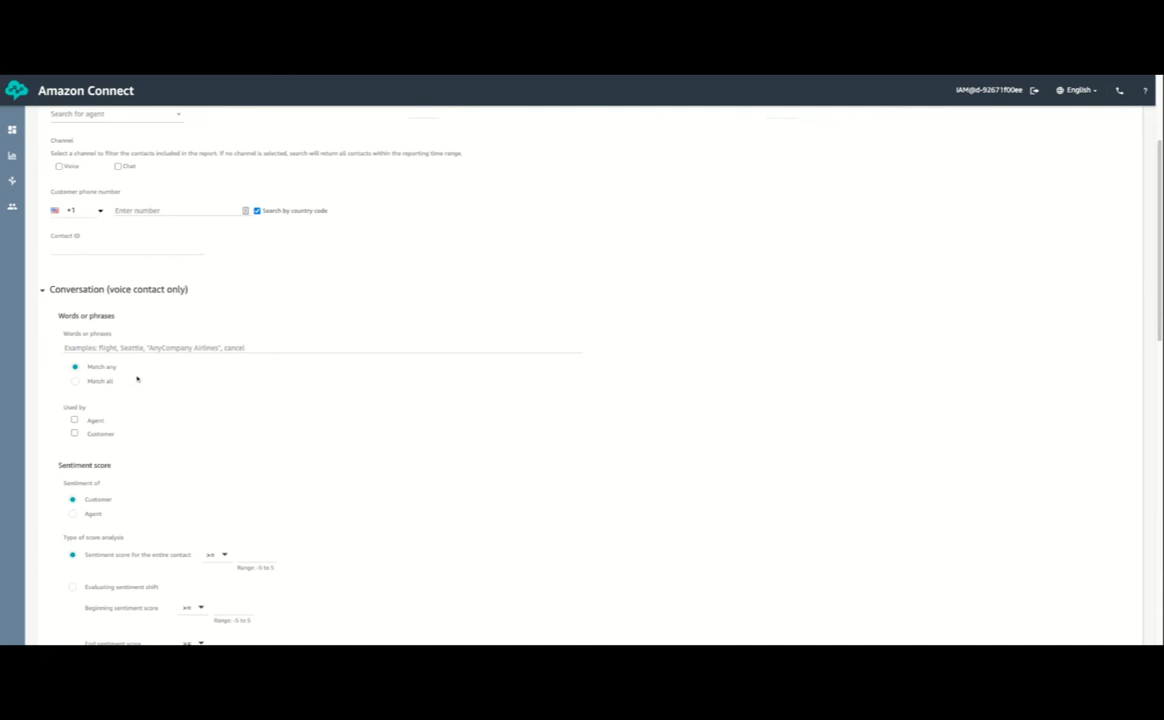 Amazon Connect
IAM@d-92671f00ee
English
?
Search for agent
Channel
Select a channel to filter the contacts included in the report. If no channel is selected, search will return all contacts within the reporting time range.
Voice
Chat
Customer phone number
+1
Enter number
Search by country code
Contact ID
Conversation (voice contact only)
Words or phrases
Words or phrases
Examples: flight, Seattle, "AnyCompany Airlines", cancel
Match any
Match all
Used by
Agent
Customer
Sentiment score
Sentiment of
Customer
Agent
Type of score analysis
Sentiment score for the entire contact >=
Range: -5 to 5
Evaluating sentiment shift
Beginning sentiment score >=
Range: -5 to 5
End sentiment score >=